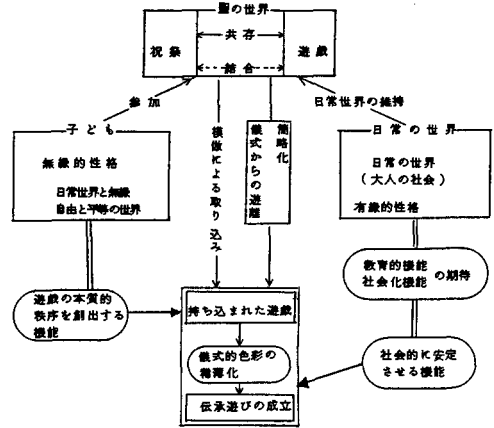 聖の世界
祝祭
共存
遊戯
結合
参加
日常世界の維持
子ども
無縁的性格
日常世界と無縁
自由と平等の世界
模倣による取り込み
簡略化
儀式からの遊離
日常の世界
日常の世界
(大人の社会)
有縁的性格
教育的機能
社会化機能
の期待
遊戯の本質的
秩序を創出する
機能
持ち込まれた遊戯
儀式的色彩の
稀薄化
伝承遊びの成立
社会的に安定
させる機能